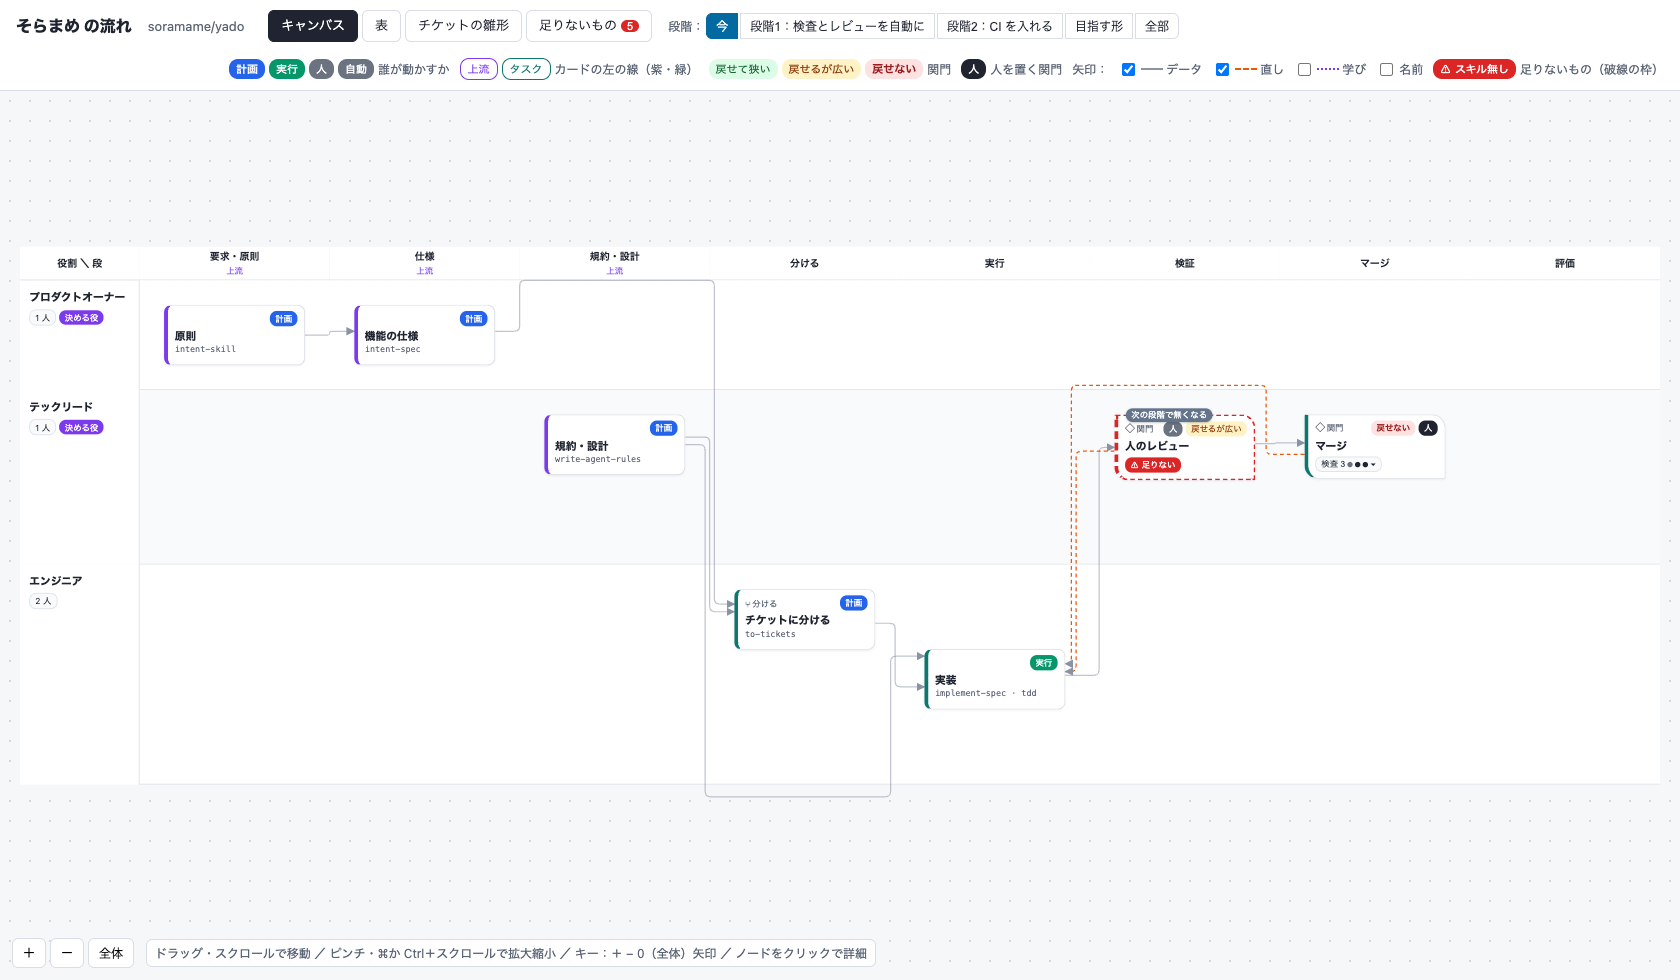 そらまめ の流れ soramame/yado キャンバス 表 チケットの雛形 足りないもの 5 段階： 今 段階1：検査とレビューを自動に 段階2：CI を入れる 目指す形 全部
計画 実行 人 自動 誰が動かすか 上流 タスク カードの左の線（紫・緑） 戻せて狭い 戻せるが広い 戻せない 関門 人 人を置く関門 矢印： データ 直し 学び 名前 ⚠ スキル無し 足りないもの（破線の枠）
役割 ＼ 段 要求・原則 仕様 規約・設計 分ける 実行 検証 マージ 評価
上流 上流 上流
プロダクトオーナー
1 人 決める役
計画
原則
intent-skill
計画
機能の仕様
intent-spec
テックリード
1 人 決める役
計画
規約・設計
write-agent-rules
次の段階で無くなる
◇関門 人 戻せるが広い
人のレビュー
⚠ 足りない
◇関門 戻せない 人
マージ
検査 3
エンジニア
2 人
分ける 計画
チケットに分ける
to-tickets
実行
実装
implement-spec · tdd
＋ − 全体 ドラッグ・スクロールで移動 ／ ピンチ・⌘か Ctrl＋スクロールで拡大縮小 ／ キー：＋ − 0（全体）矢印 ／ ノードをクリックで詳細